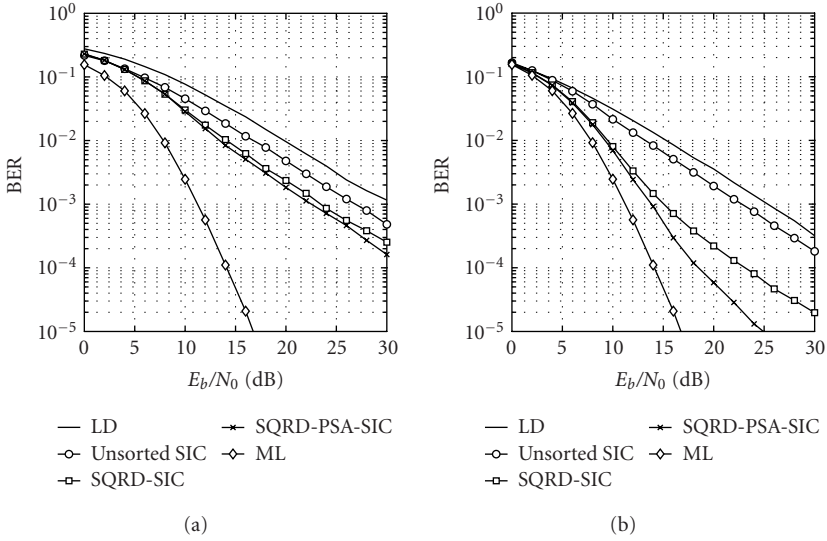 10^0
10^-1
10^-2
10^-3
10^-4
10^-5
BER
0 5 10 15 20 25 30
E_b/N_0 (dB)
LD
Unsorted SIC
SQRD-SIC
SQRD-PSA-SIC
ML
(a)
10^0
10^-1
10^-2
10^-3
10^-4
10^-5
BER
0 5 10 15 20 25 30
E_b/N_0 (dB)
LD
Unsorted SIC
SQRD-SIC
SQRD-PSA-SIC
ML
(b)